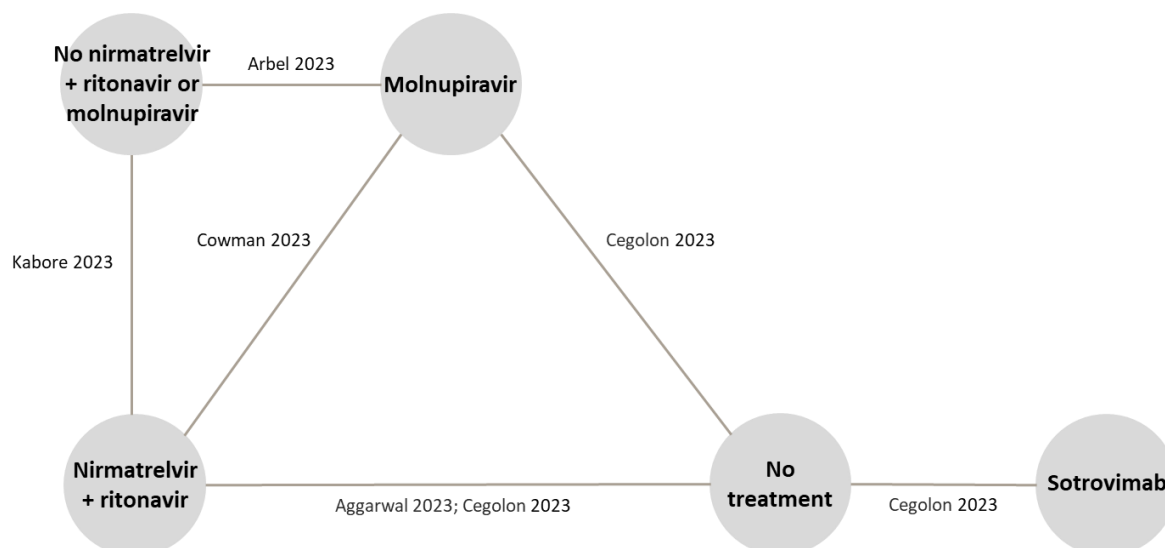 No nirmatrelvir
+ ritonavir or
molnupiravir
Arbel 2023
Molnupiravir
Kabore 2023
Cowman 2023
Cegolon 2023
Nirmatrelvir
+ ritonavir
Aggarwal 2023; Cegolon 2023
No
treatment
Cegolon 2023
Sotrovimab